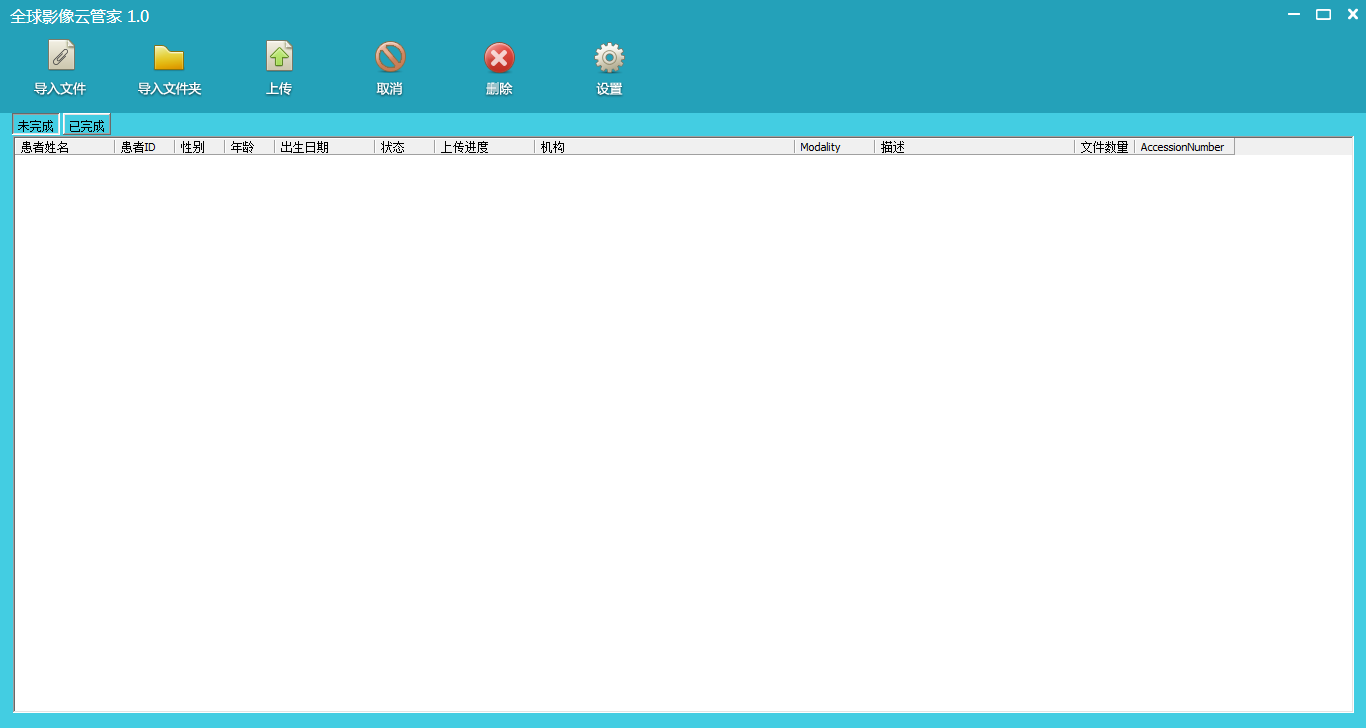 全球影像云管家 1.0
导入文件 导入文件夹 上传 取消 删除 设置
未完成 已完成
患者姓名 患者ID 性别 年龄 出生日期 状态 上传进度 机构 Modality 描述 文件数量 AccessionNumber